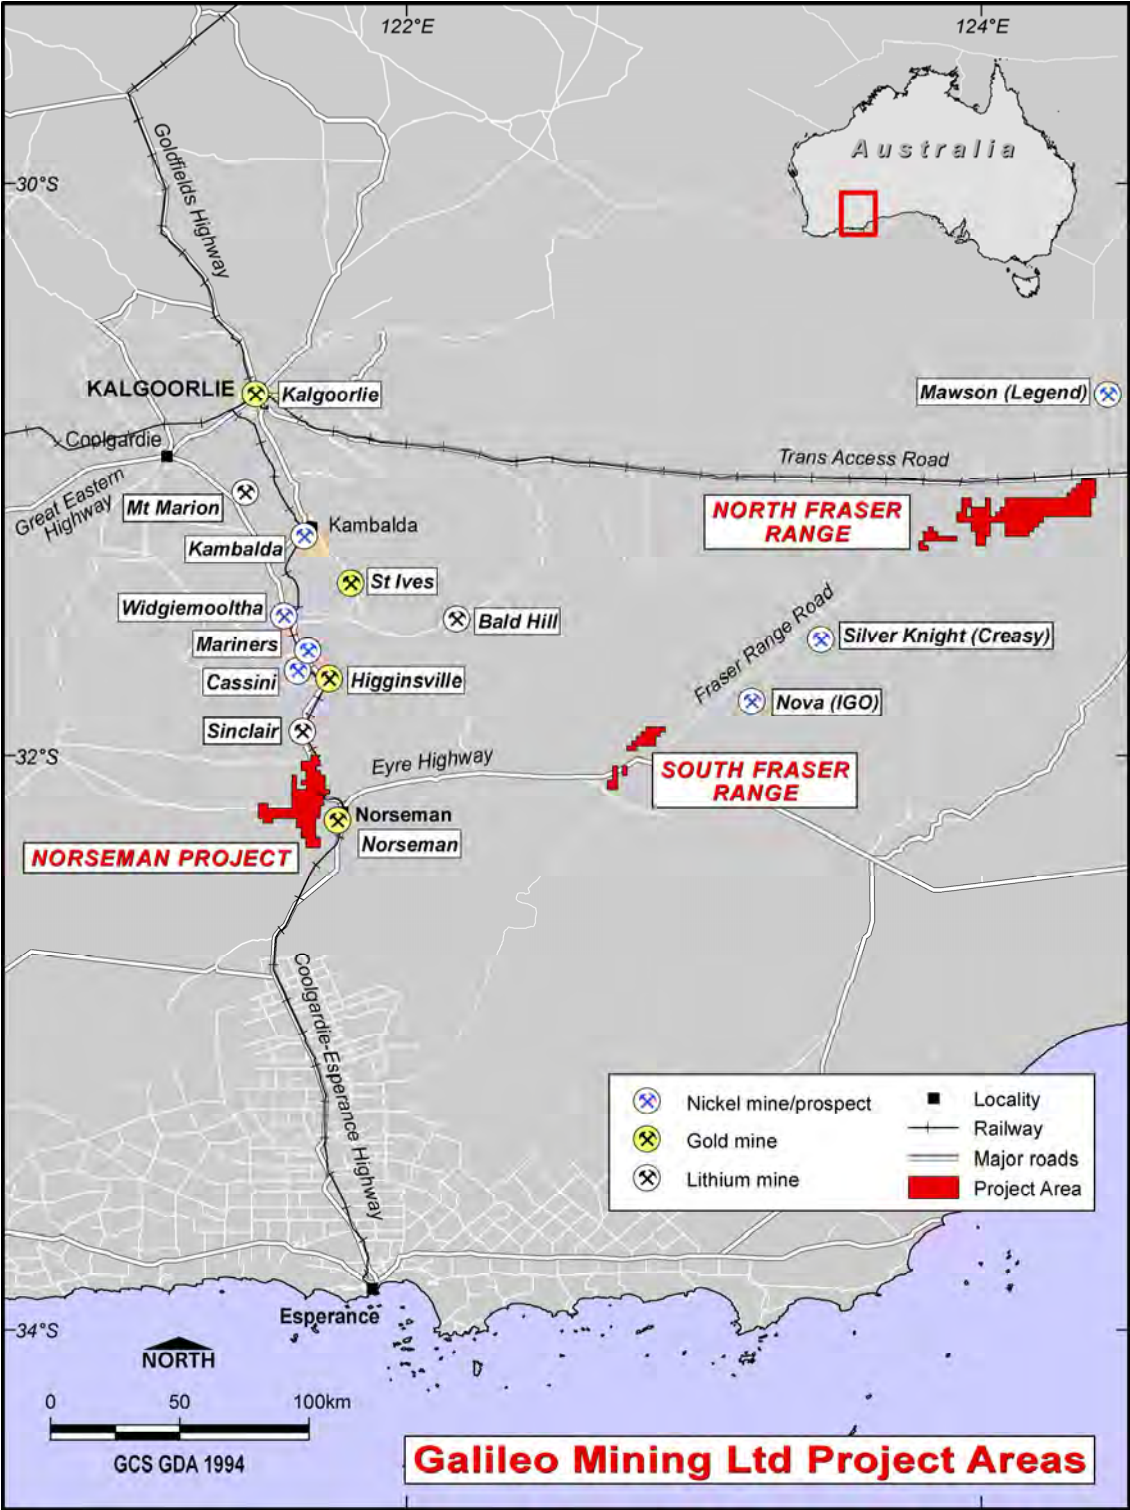 122°E
124°E
Australia
30°S
Goldfields Highway
KALGOORLIE
Kalgoorlie
Mawson (Legend)
Coolgardie
Trans Access Road
Great Eastern
Highway
Mt Marion
NORTH FRASER
RANGE
Kambalda
Kambalda
St Ives
Widgiemooltha
Bald Hill
Fraser Range Road
Silver Knight (Creasy)
Mariners
Cassini
Higginsville
Nova (IGO)
Sinclair
32°S
Eyre Highway
SOUTH FRASER
RANGE
Norseman
Norseman
NORSEMAN PROJECT
Coolgardie-Esperance Highway
Nickel mine/prospect
Gold mine
Lithium mine
Locality
Railway
Major roads
Project Area
Esperance
34°S
NORTH
0 50 100km
GCS GDA 1994
Galileo Mining Ltd Project Areas